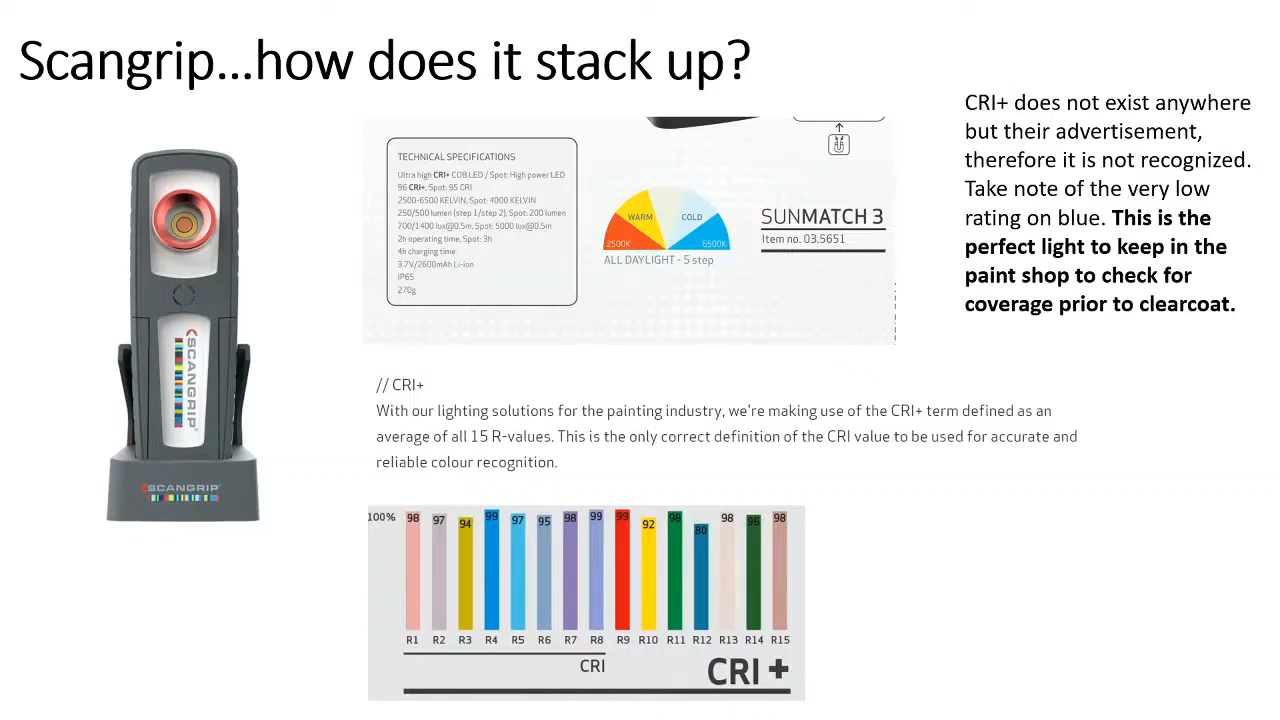 Scangrip...how does it stack up?
CRI+ does not exist anywhere
but their advertisement,
therefore it is not recognized.
Take note of the very low
rating on blue. This is the
perfect light to keep in the
paint shop to check for
coverage prior to clearcoat.
TECHNICAL SPECIFICATIONS
Ultra high CRI+ COB LED / Spot: High power LED
96 CRI+, Spot: 95 CRI
2500-6500 KELVIN, Spot: 4000 KELVIN
250/500 lumen (step 1/step 2), Spot: 200 lumen
700/1400 lux@0.5m, Spot: 5000 lux@0.5m
2h operating time, Spot: 3h
4h charging time
3.7V/2600mAh Li-ion
IP65
270g
WARM COLD
2500K 6500K
ALL DAYLIGHT - 5 step
SUNMATCH 3
Item no. 03.5651
SCANGRIP
SCANGRIP
// CRI+
With our lighting solutions for the painting industry, we're making use of the CRI+ term defined as an
average of all 15 R-values. This is the only correct definition of the CRI value to be used for accurate and
reliable colour recognition.
100% 98 97 94 99 97 95 98 99 99 92 98 80 98 96 98
R1 R2 R3 R4 R5 R6 R7 R8 R9 R10 R11 R12 R13 R14 R15
CRI
CRI+